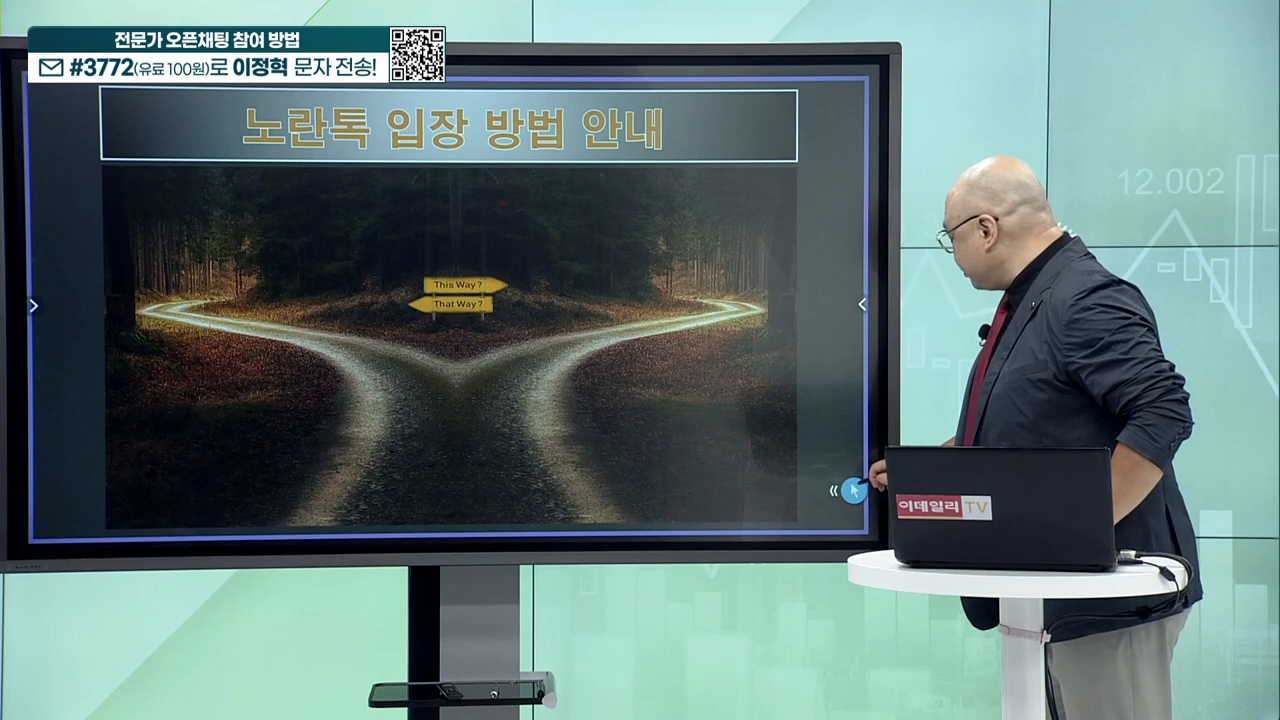 전문가 오픈채팅 참여 방법
#3772(유료 100원)로 이정혁 문자 전송!
노란톡 입장 방법 안내
This Way ?
That Way ?
12.002
이데일리 TV